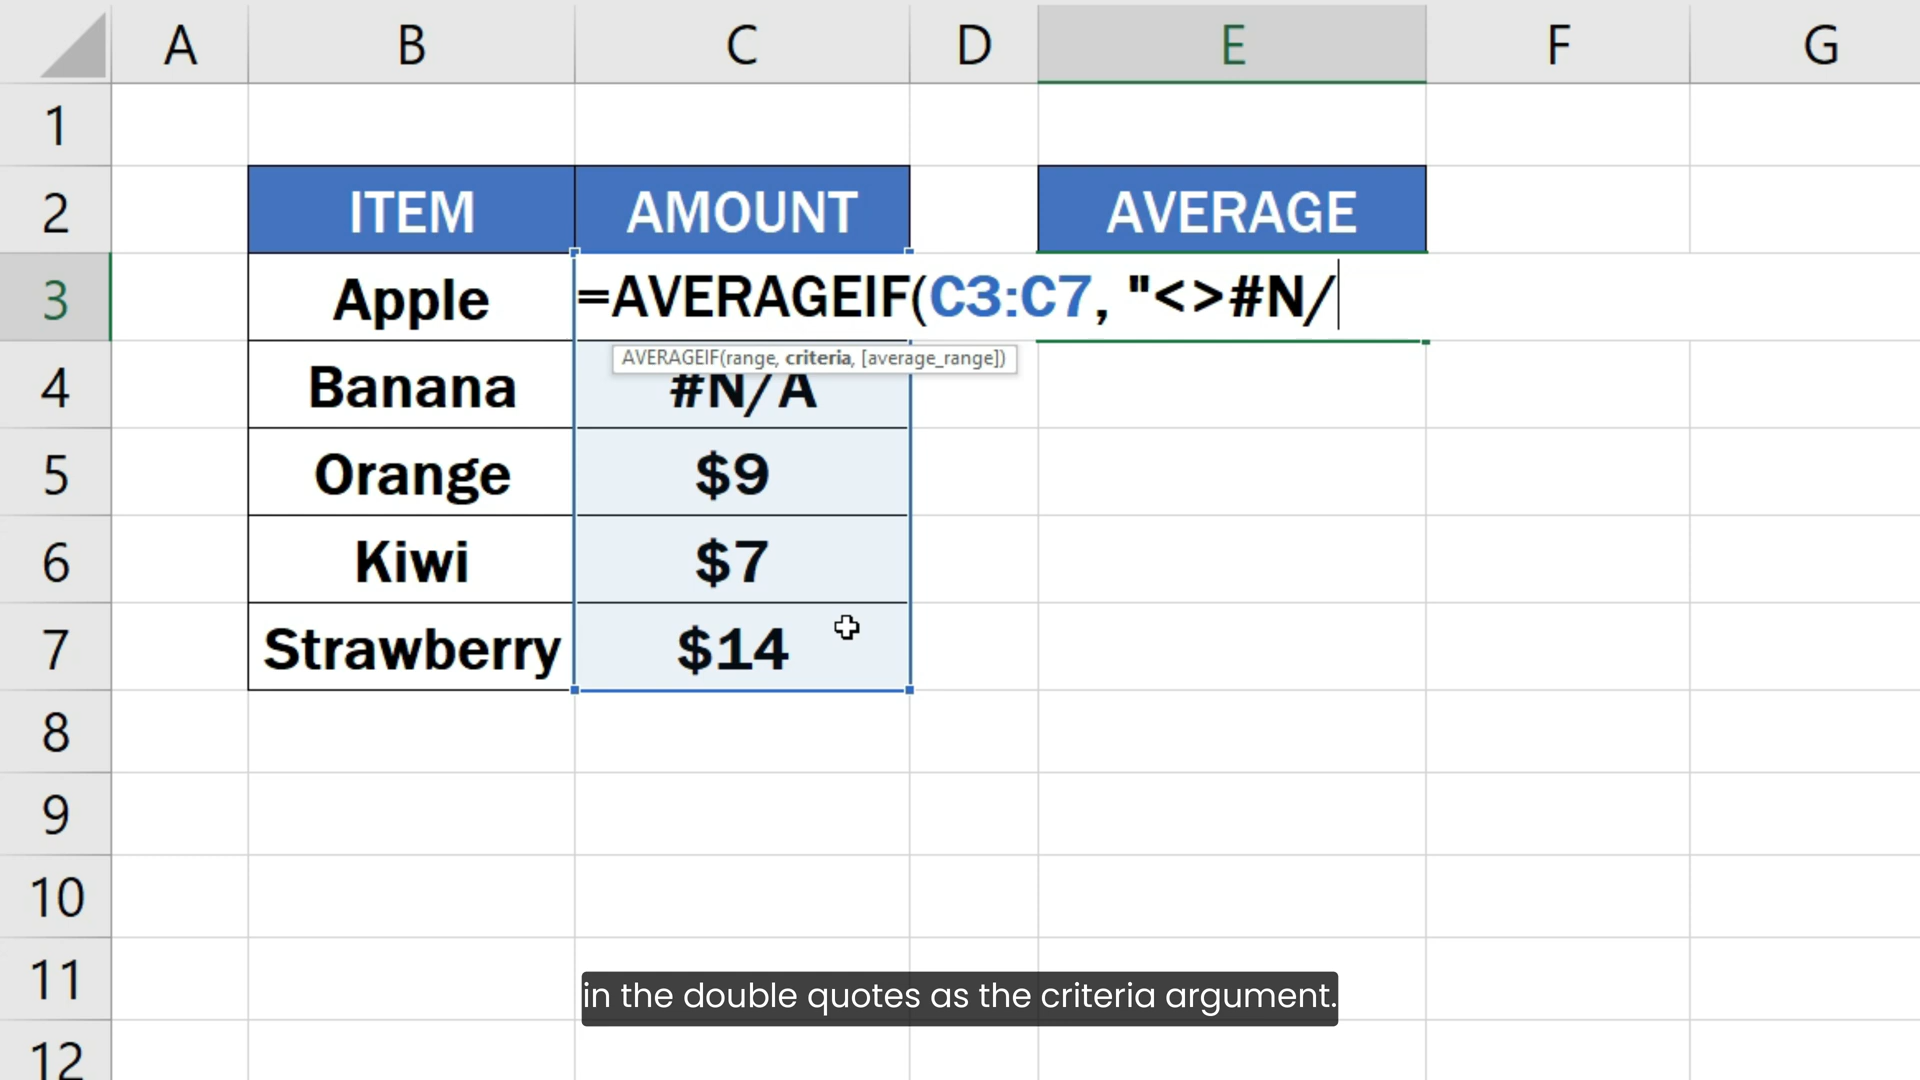 A B C D E F G
1
2 ITEM AMOUNT AVERAGE
3 Apple =AVERAGEIF(C3:C7, "<>#N/
AVERAGEIF(range, criteria, [average_range])
4 Banana #N/A
5 Orange $9
6 Kiwi $7
7 Strawberry $14
8
9
10
11
in the double quotes as the criteria argument.
12